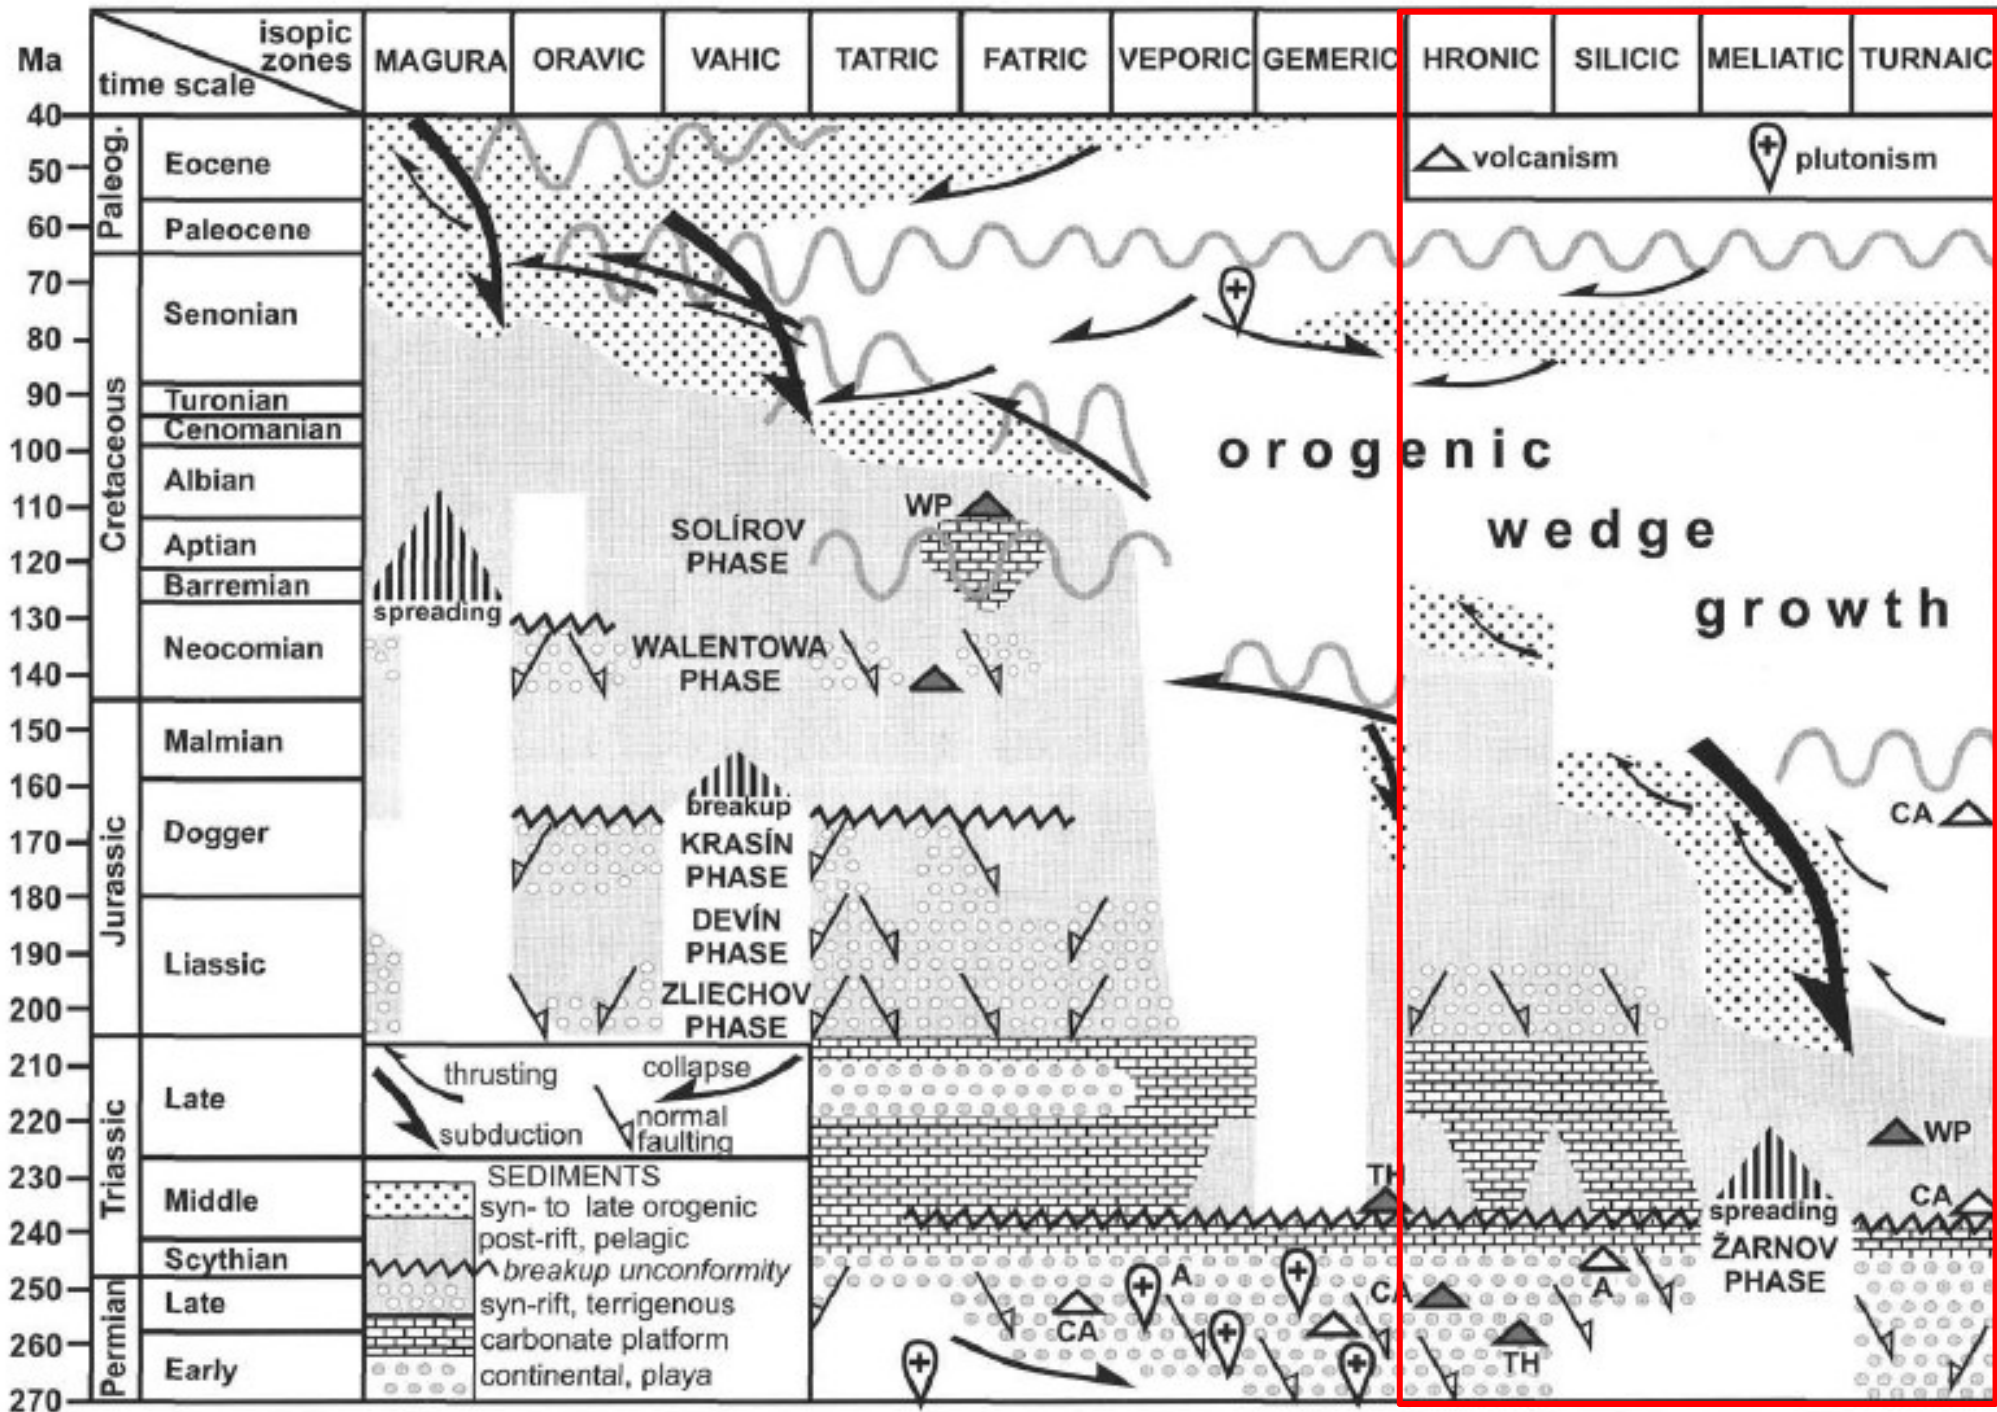 isopic
zones
Ma
time scale
MAGURA ORAVIC VAHIC TATRIC FATRIC VEPORIC GEMERIC HRONIC SILICIC MELIATIC TURNAIC
40
50
60
70
80
90
100
110
120
130
140
150
160
170
180
190
200
210
220
230
240
250
260
270
Paleog.
Cretaceous
Jurassic
Triassic
Permian
Eocene
Paleocene
Senonian
Turonian
Cenomanian
Albian
Aptian
Barremian
Neocomian
Malmian
Dogger
Liassic
Late
Middle
Scythian
Late
Early
volcanism
plutonism
orogenic
wedge
growth
WP
SOLÍROV
PHASE
spreading
WALENTOWA
PHASE
breakup
KRASÍN
PHASE
DEVÍN
PHASE
ZLIECHOV
PHASE
CA
WP
TH
CA
spreading
ŽARNOV
PHASE
A
CA
A
CA
TH
thrusting
collapse
subduction
normal
faulting
SEDIMENTS
syn- to late orogenic
post-rift, pelagic
breakup unconformity
syn-rift, terrigenous
carbonate platform
continental, playa